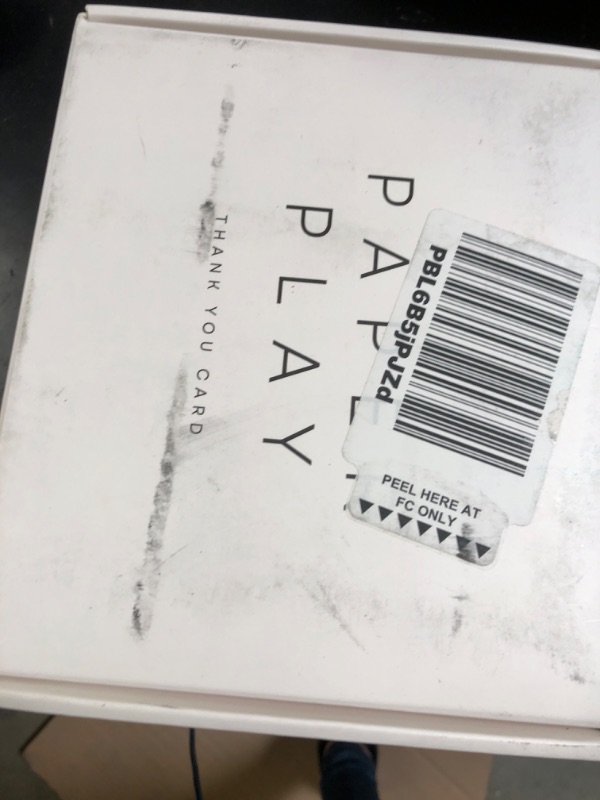 PAPER
PLAY
THANK YOU CARD
PBL6B5jPJZd
PEEL HERE AT
FC ONLY